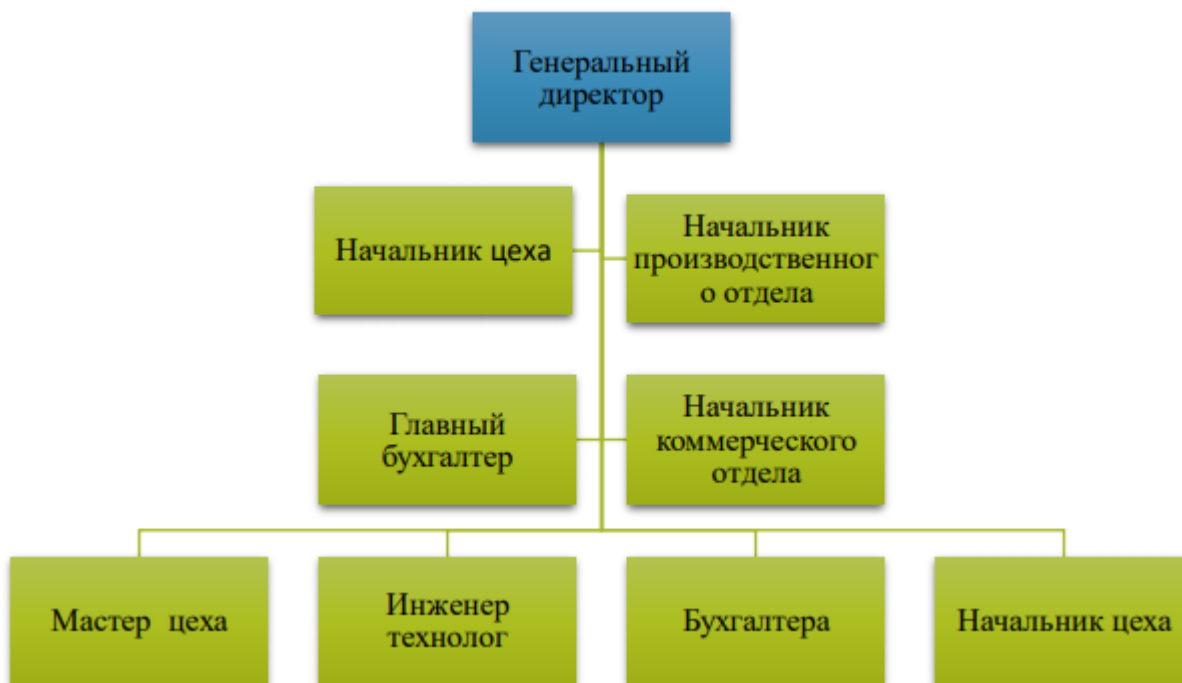 Генеральный
директор
Начальник цеха
Начальник
производственног
о отдела
Главный
бухгалтер
Начальник
коммерческого
отдела
Мастер цеха
Инженер
технолог
Бухгалтера
Начальник цеха